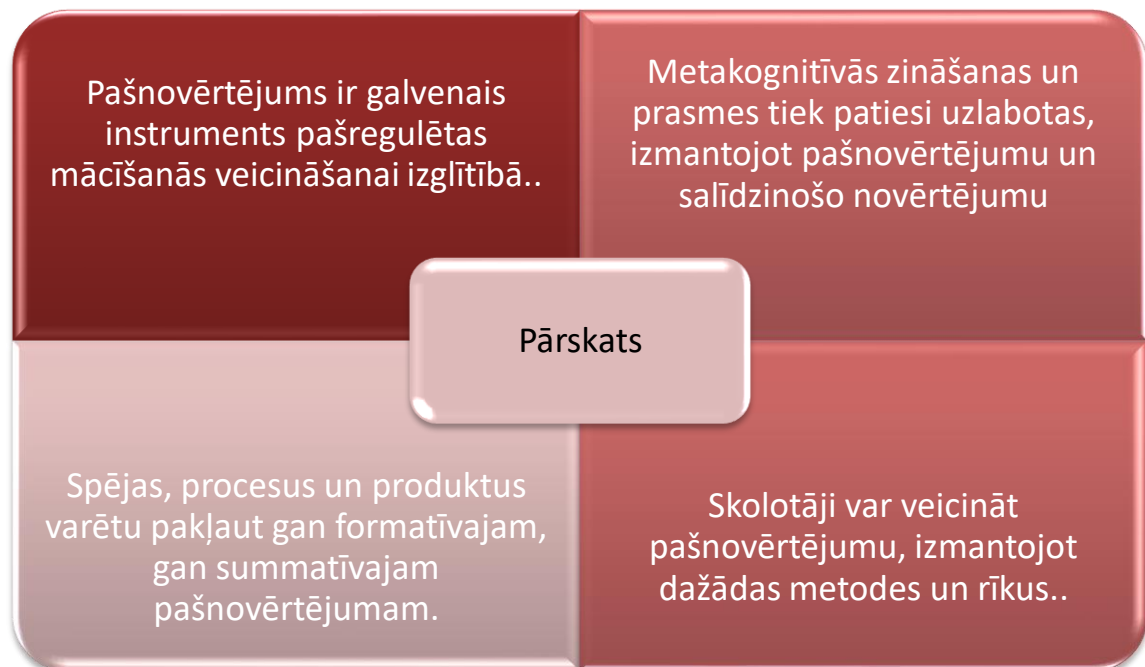 Pašnovērtējums ir galvenais
instruments pašregulētas
mācīšanās veicināšanai izglītībā..
Metakognitīvās zināšanas un
prasmes tiek patiesi uzlabotas,
izmantojot pašnovērtējumu un
salīdzinošo novērtējumu
Pārskats
Spējas, procesus un produktus
varētu pakļaut gan formatīvajam,
gan summatīvajam
pašnovērtējumam.
Skolotāji var veicināt
pašnovērtējumu, izmantojot
dažādas metodes un rīkus..